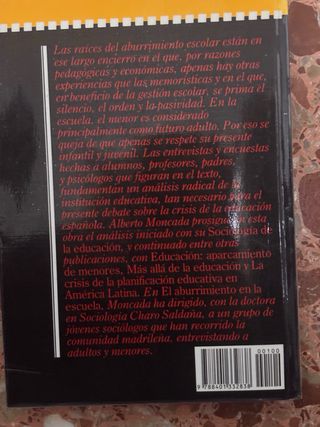 Las raíces del aburrimiento escolar están en
ese largo encierro en el que, por razones
pedagógicas y económicas, apenas hay otras
experiencias que las memorísticas y en el que,
en beneficio de la gestión escolar, se prima el
silencio, el orden y la pasividad. En la
escuela, el menor es considerado
principalmente como futuro adulto. Por eso se
queja de que apenas se respete su presente
infantil y juvenil. Las entrevistas y encuestas
hechas a alumnos, profesores, padres,
y psicólogos que figuran en el texto,
fundamentan un análisis radical de la
institución educativa, tan necesario para el
presente debate sobre la crisis de la educación
española. Alberto Moncada prosigue en esta
obra el análisis iniciado con su Sociología de
la educación, y continuado entre otras
publicaciones, con Educación: aparcamiento
de menores, Más allá de la educación y La
crisis de la planificación educativa en
América Latina. En El aburrimiento en la
escuela, Moncada ha dirigido, con la doctora
en Sociología Charo Saldaña, a un grupo de
jóvenes sociólogos que han recorrido la
comunidad madrileña, entrevistando a
adultos y menores.
00100
9 788401 332838